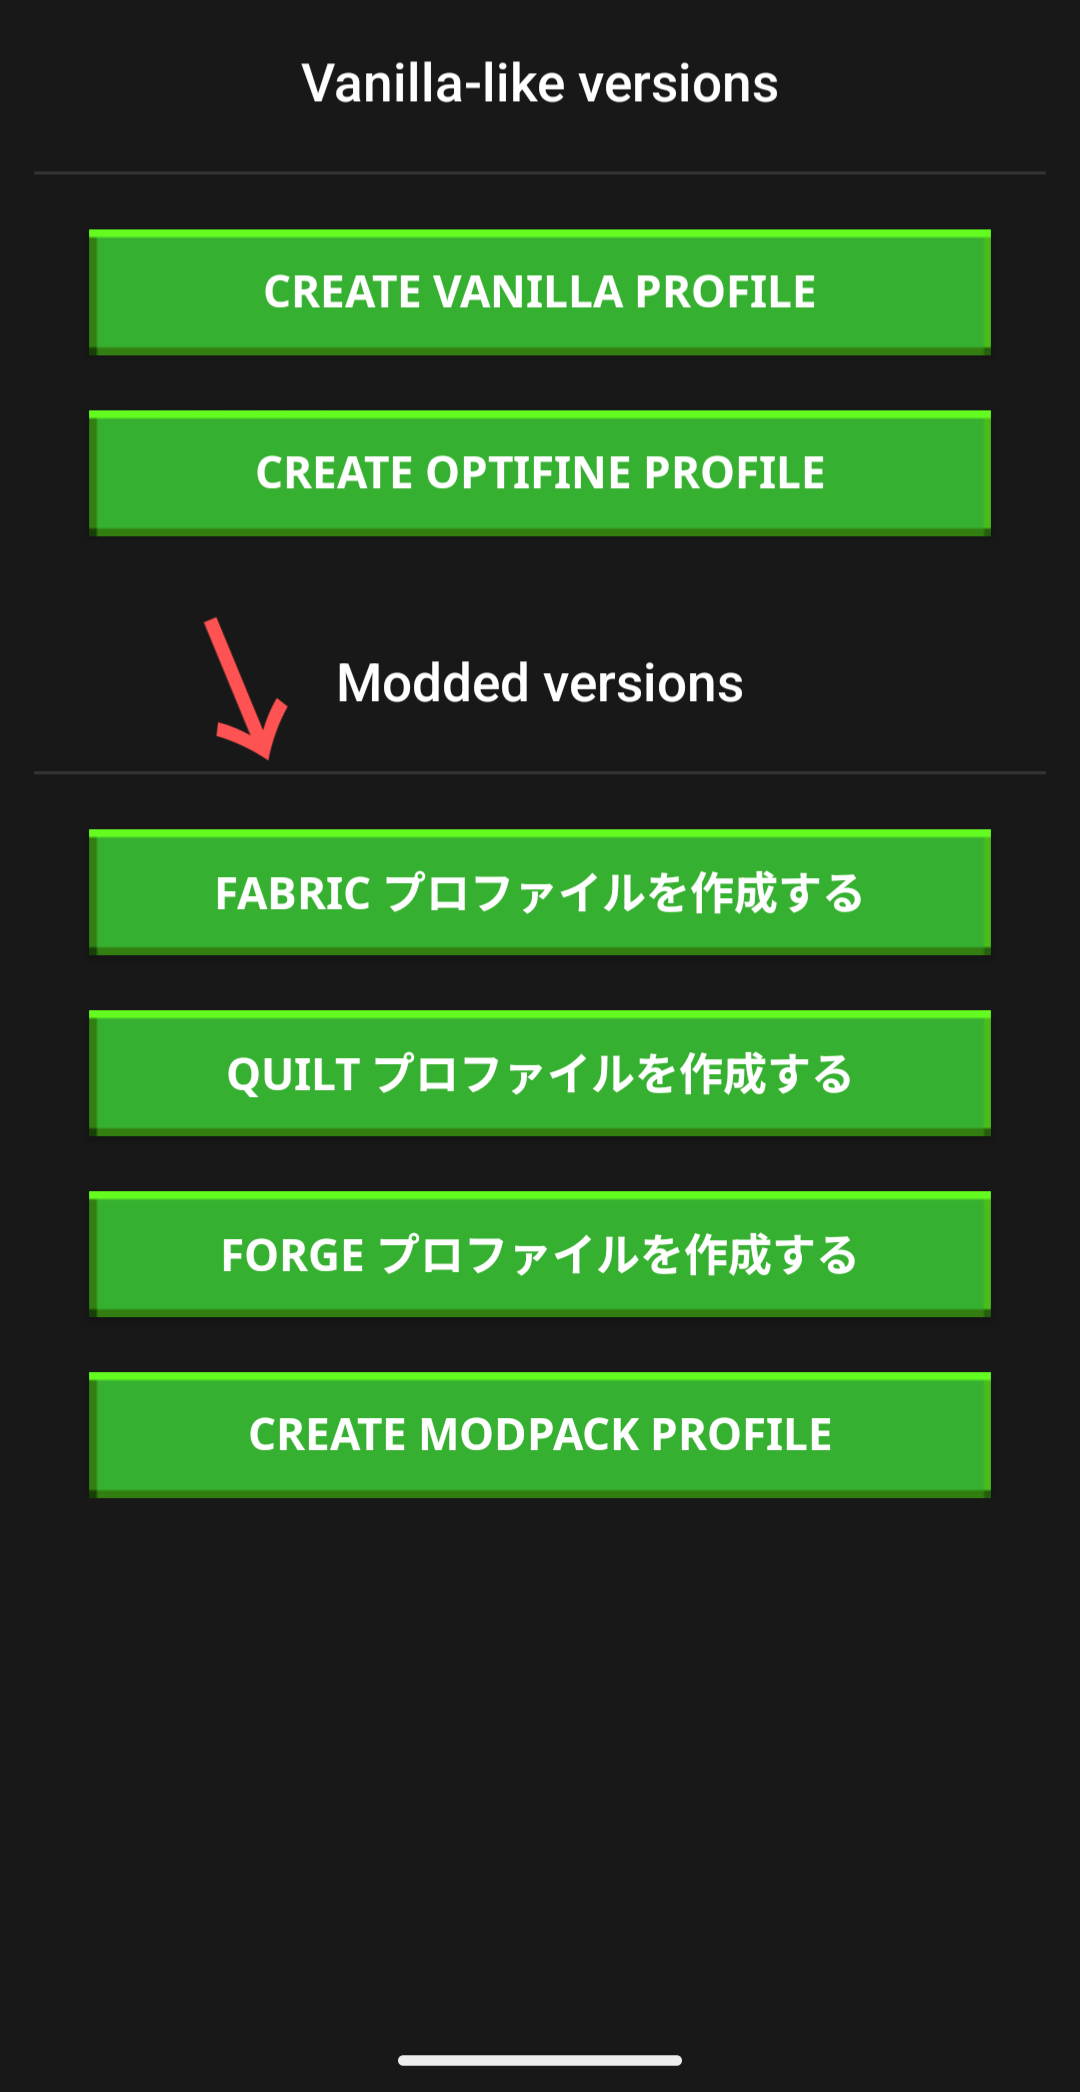 Vanilla-like versions
CREATE VANILLA PROFILE
CREATE OPTIFINE PROFILE
Modded versions
FABRIC プロファイルを作成する
QUILT プロファイルを作成する
FORGE プロファイルを作成する
CREATE MODPACK PROFILE